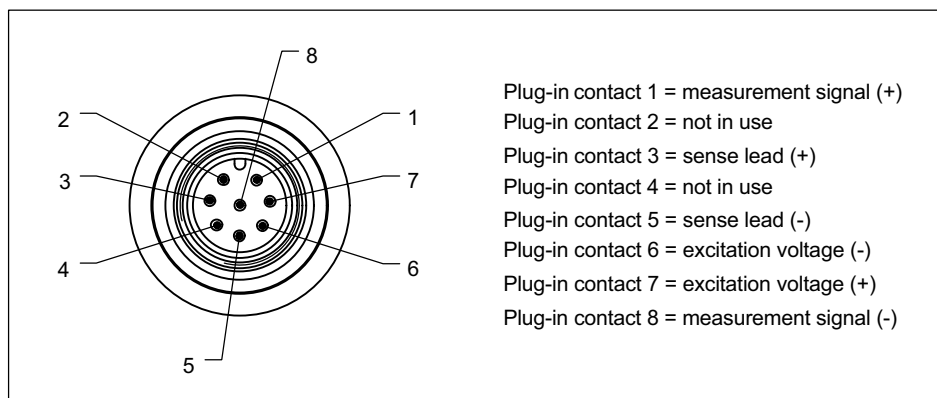 8
2
1
3
7
4
6
5
Plug-in contact 1 = measurement signal (+)
Plug-in contact 2 = not in use
Plug-in contact 3 = sense lead (+)
Plug-in contact 4 = not in use
Plug-in contact 5 = sense lead (-)
Plug-in contact 6 = excitation voltage (-)
Plug-in contact 7 = excitation voltage (+)
Plug-in contact 8 = measurement signal (-)